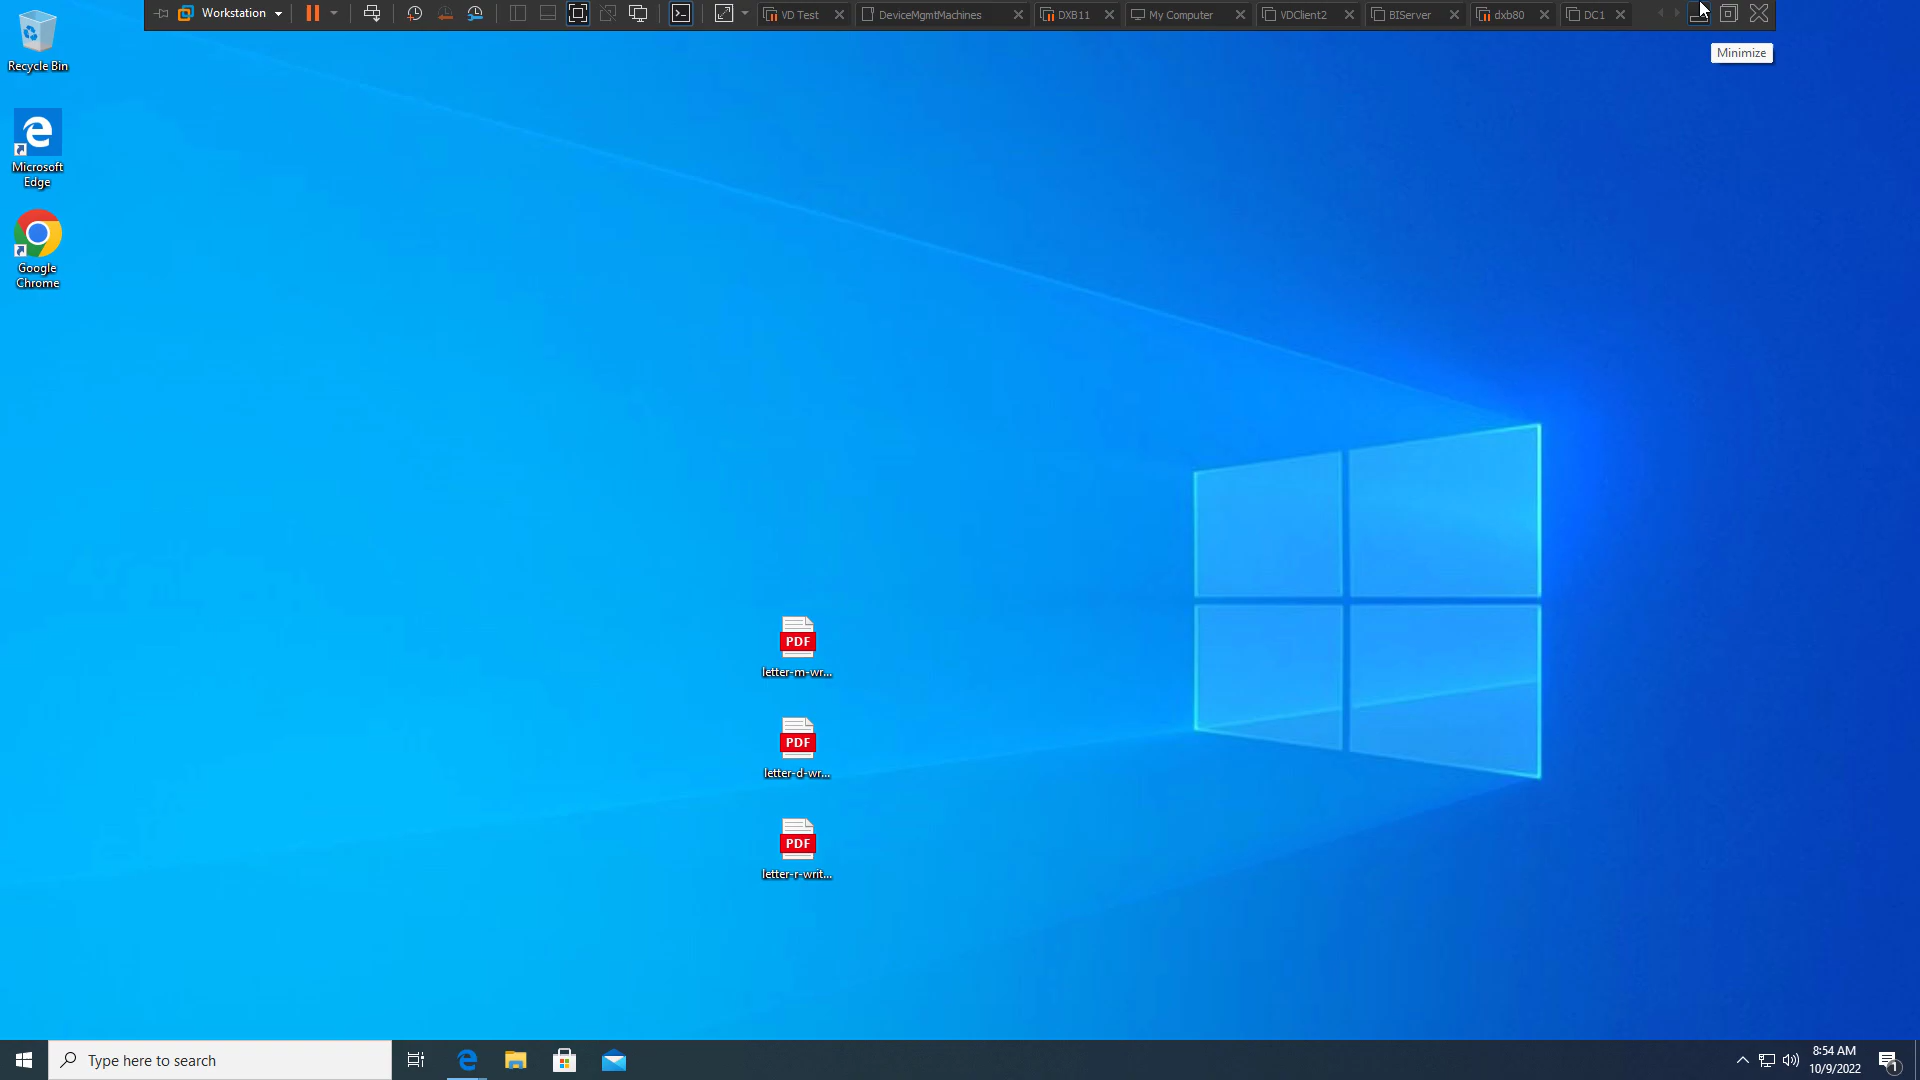 Workstation
VD Test
DeviceMgmtMachines
DXB11
My Computer
VDClient2
BIServer
dxb80
DC1
Minimize
Recycle Bin
Microsoft
Edge
Google
Chrome
PDF
letter-m-wr...
PDF
letter-d-wr...
PDF
letter-r-writ...
Type here to search
8:54 AM
10/9/2022
1